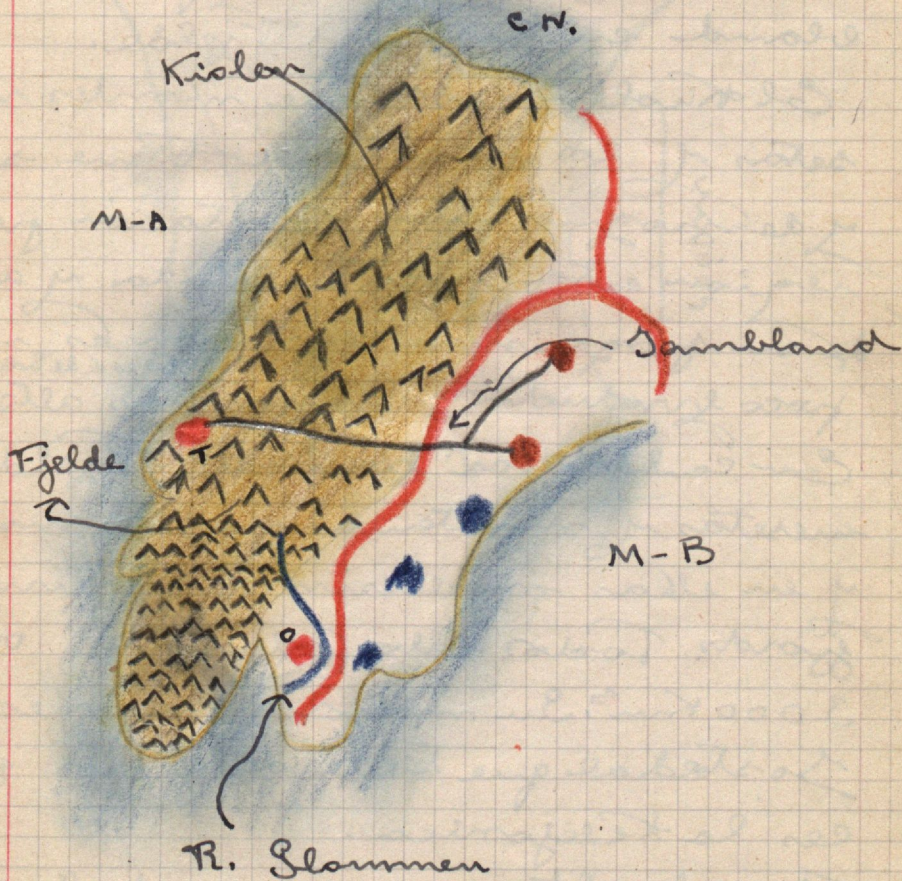 C N.
Kiolen
M-A
Jambland
Fjelde
T
M-B
O
R. Glommen